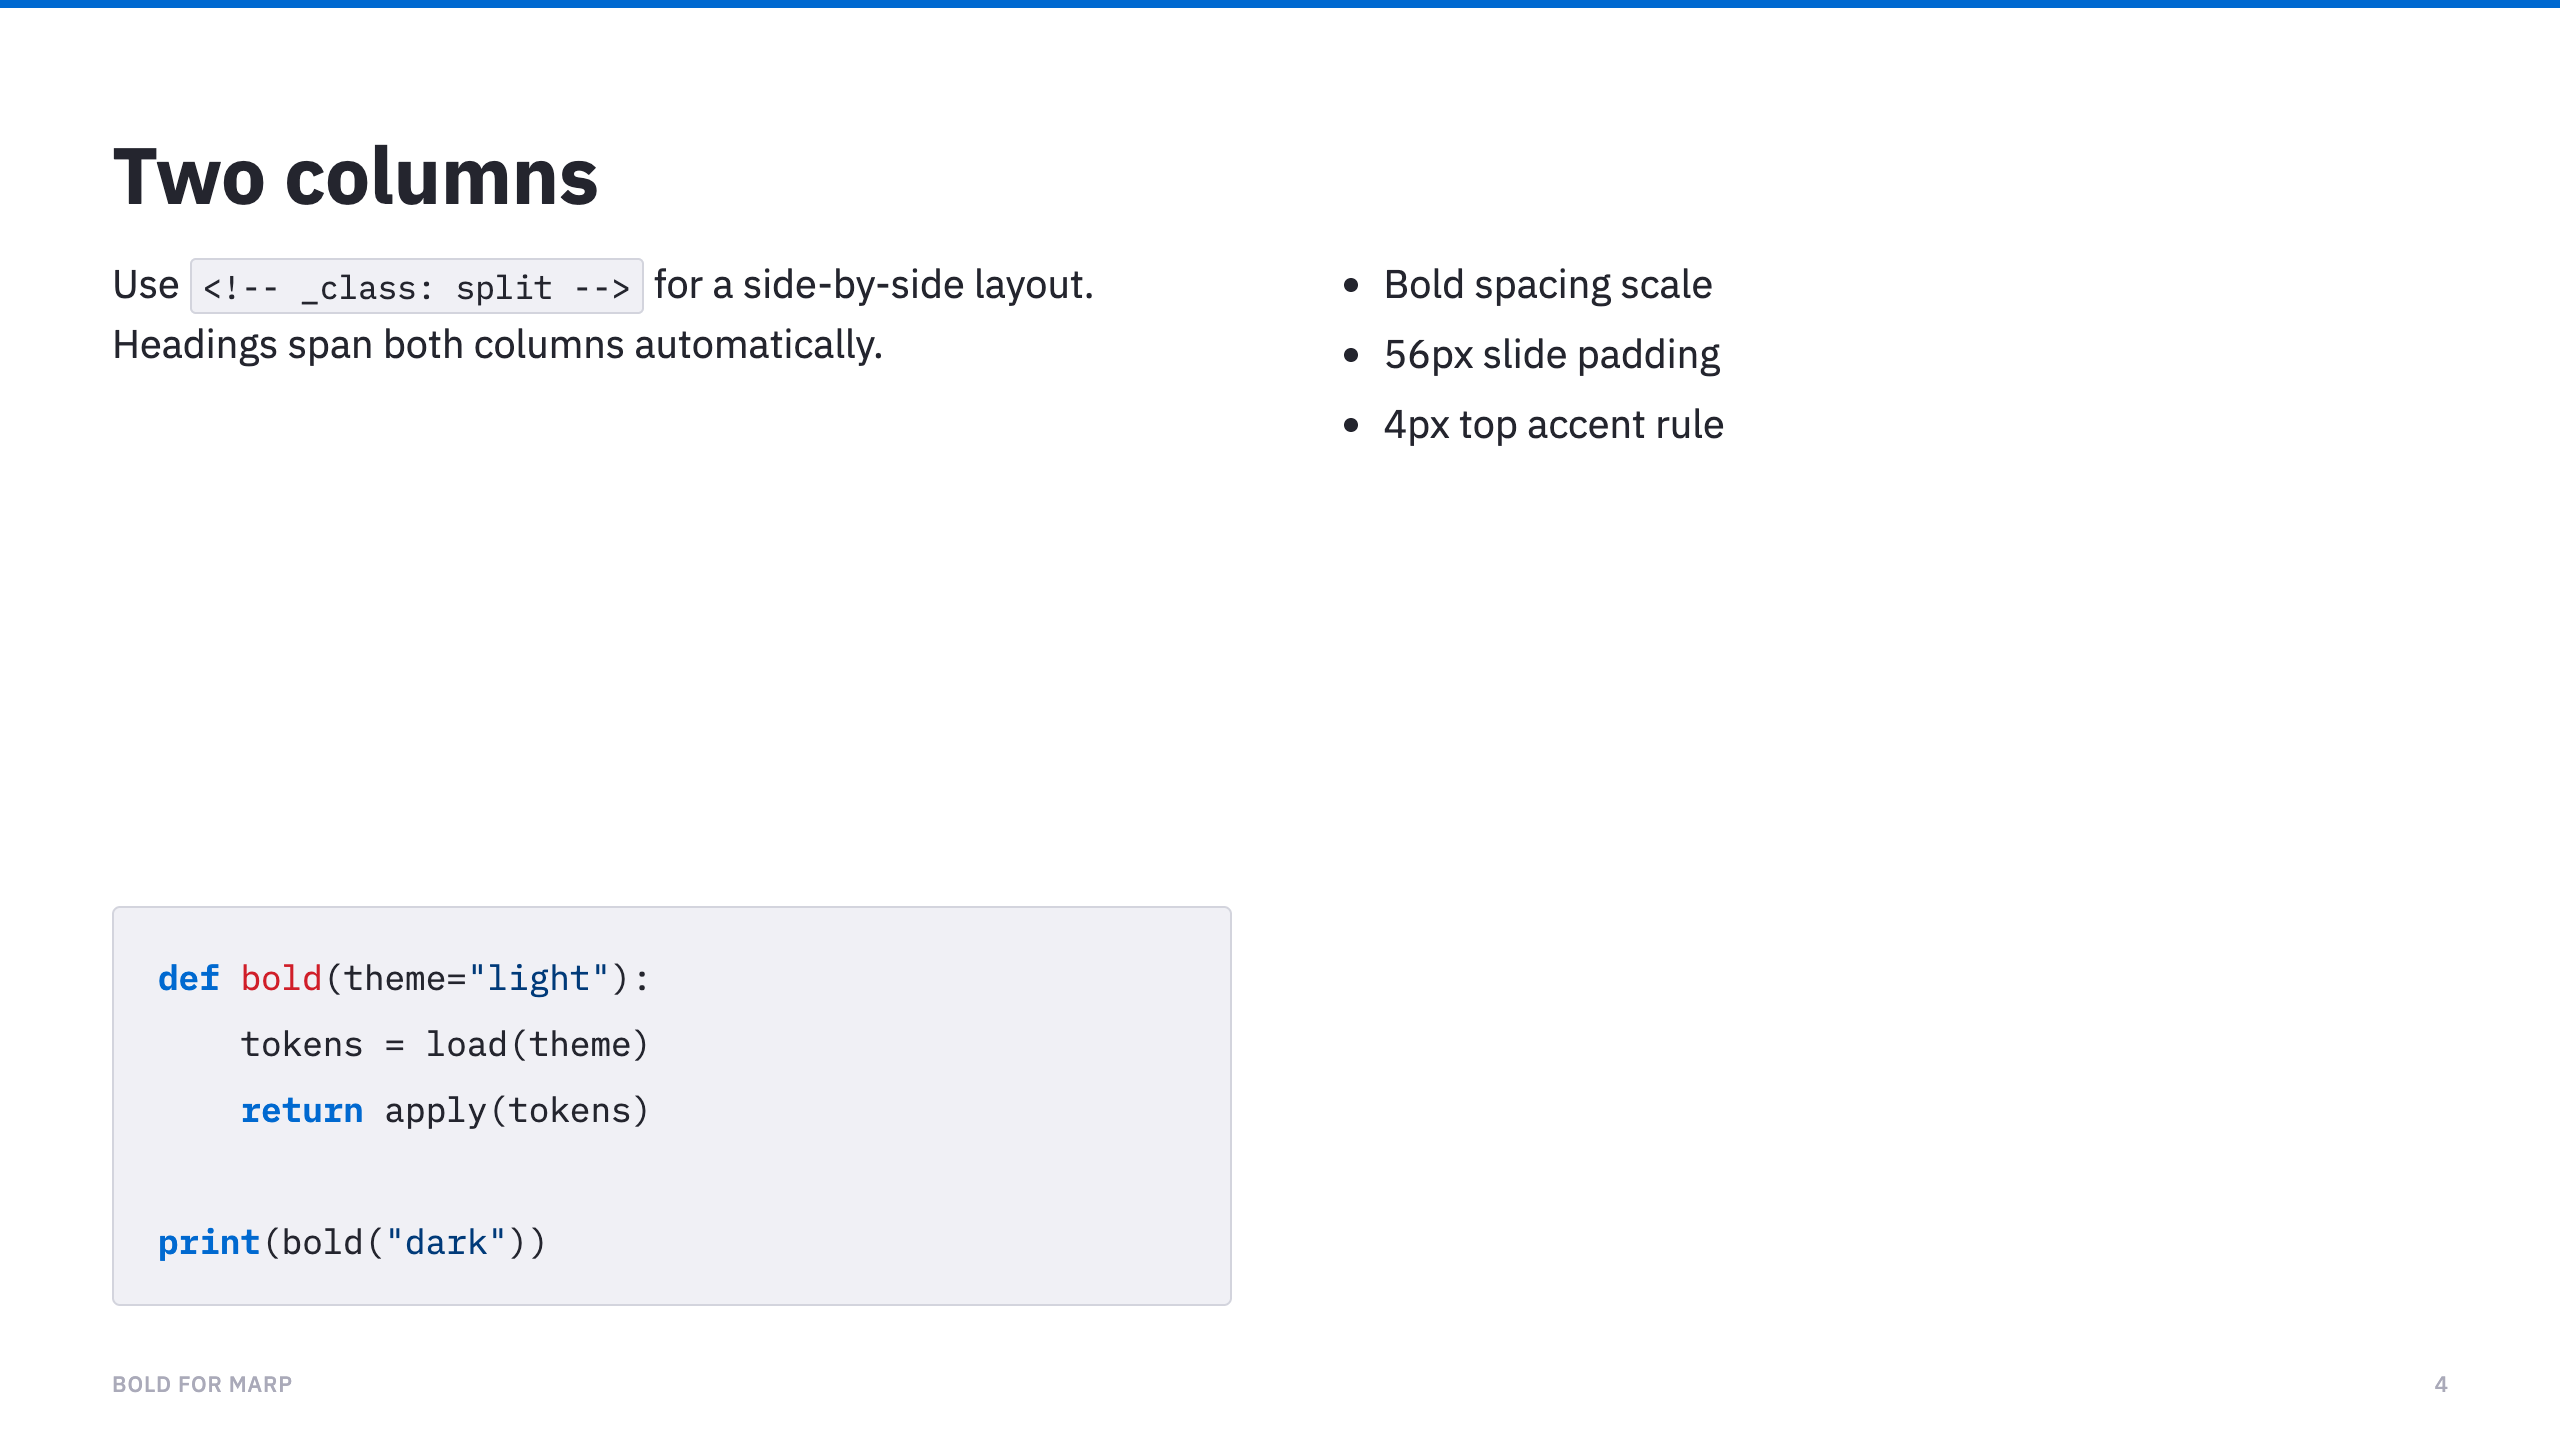 Two columns
Use <!-- _class: split --> for a side-by-side layout.
Headings span both columns automatically.
• Bold spacing scale
• 56px slide padding
• 4px top accent rule
def bold(theme="light"):
    tokens = load(theme)
    return apply(tokens)

print(bold("dark"))
BOLD FOR MARP
4